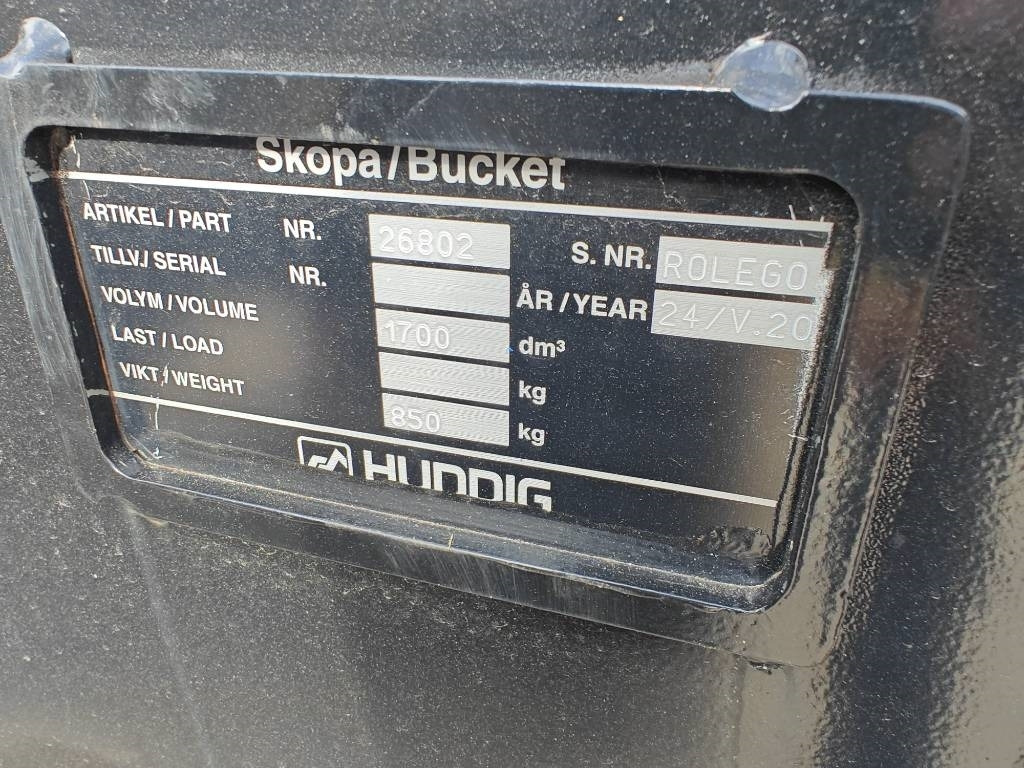 Skopa/Bucket
ARTIKEL / PART NR. 26802 S. NR. ROLEGO
TILLV./ SERIAL NR. ÅR / YEAR 24/V.20
VOLYM / VOLUME 1700 dm³
LAST / LOAD kg
VIKT / WEIGHT 850 kg
HUDDIG